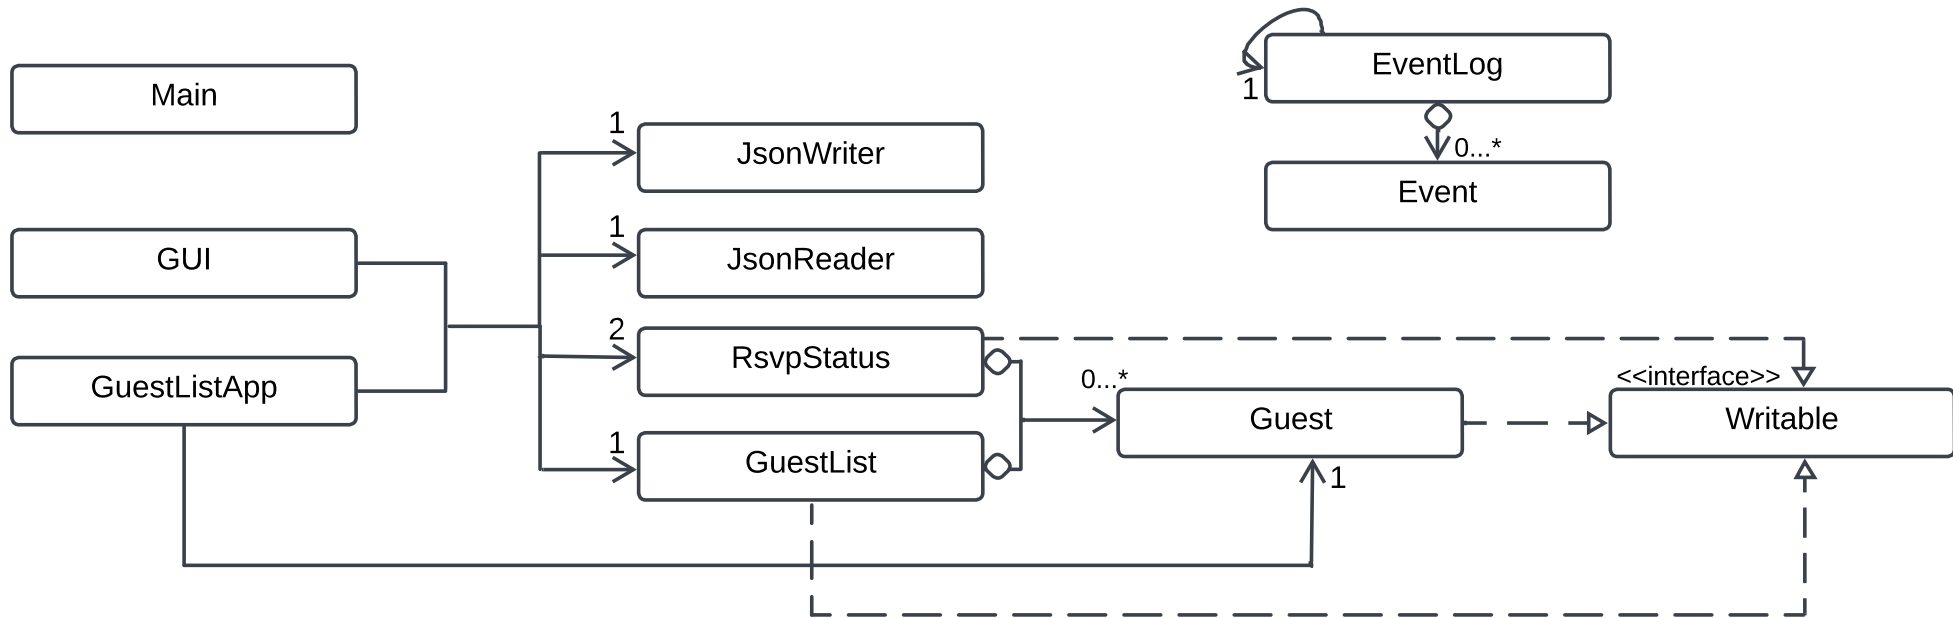 Main
GUI
GuestListApp
1
JsonWriter
1
JsonReader
2
RsvpStatus
1
GuestList
EventLog
1
0...*
Event
0...*
Guest
1
<<interface>>
Writable